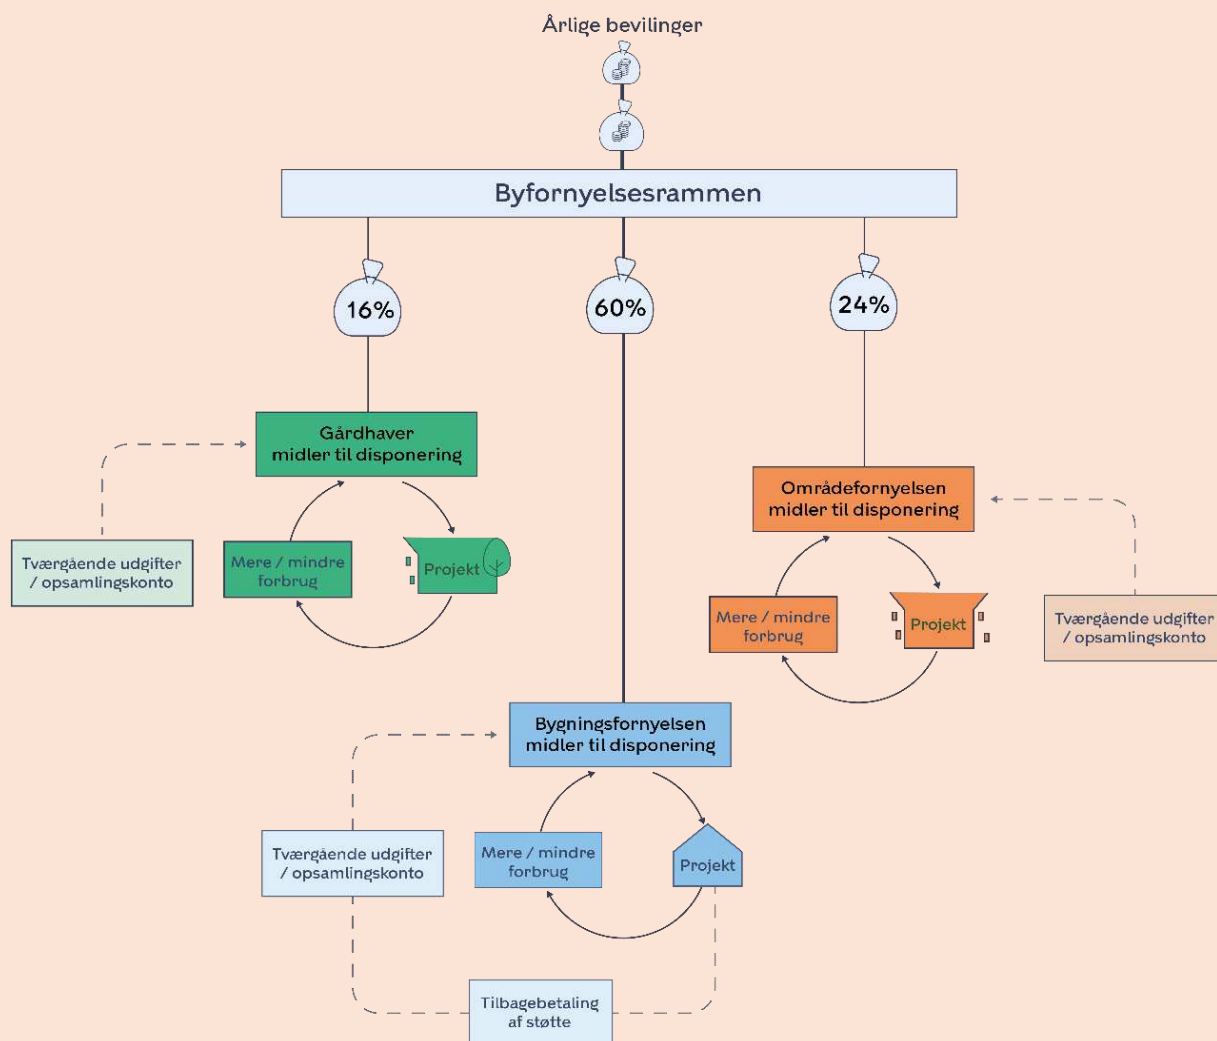 Årlige bevilinger
Byfornyelsesrammen
16%
60%
24%
Gårdhaver
midler til disponering
Mere / mindre
forbrug
Projekt
Tværgående udgifter
/ opsamlingskonto
Områdefornyelsen
midler til disponering
Mere / mindre
forbrug
Projekt
Tværgående udgifter
/ opsamlingskonto
Bygningsfornyelsen
midler til disponering
Tværgående udgifter
/ opsamlingskonto
Mere / mindre
forbrug
Projekt
Tilbagebetaling
af støtte